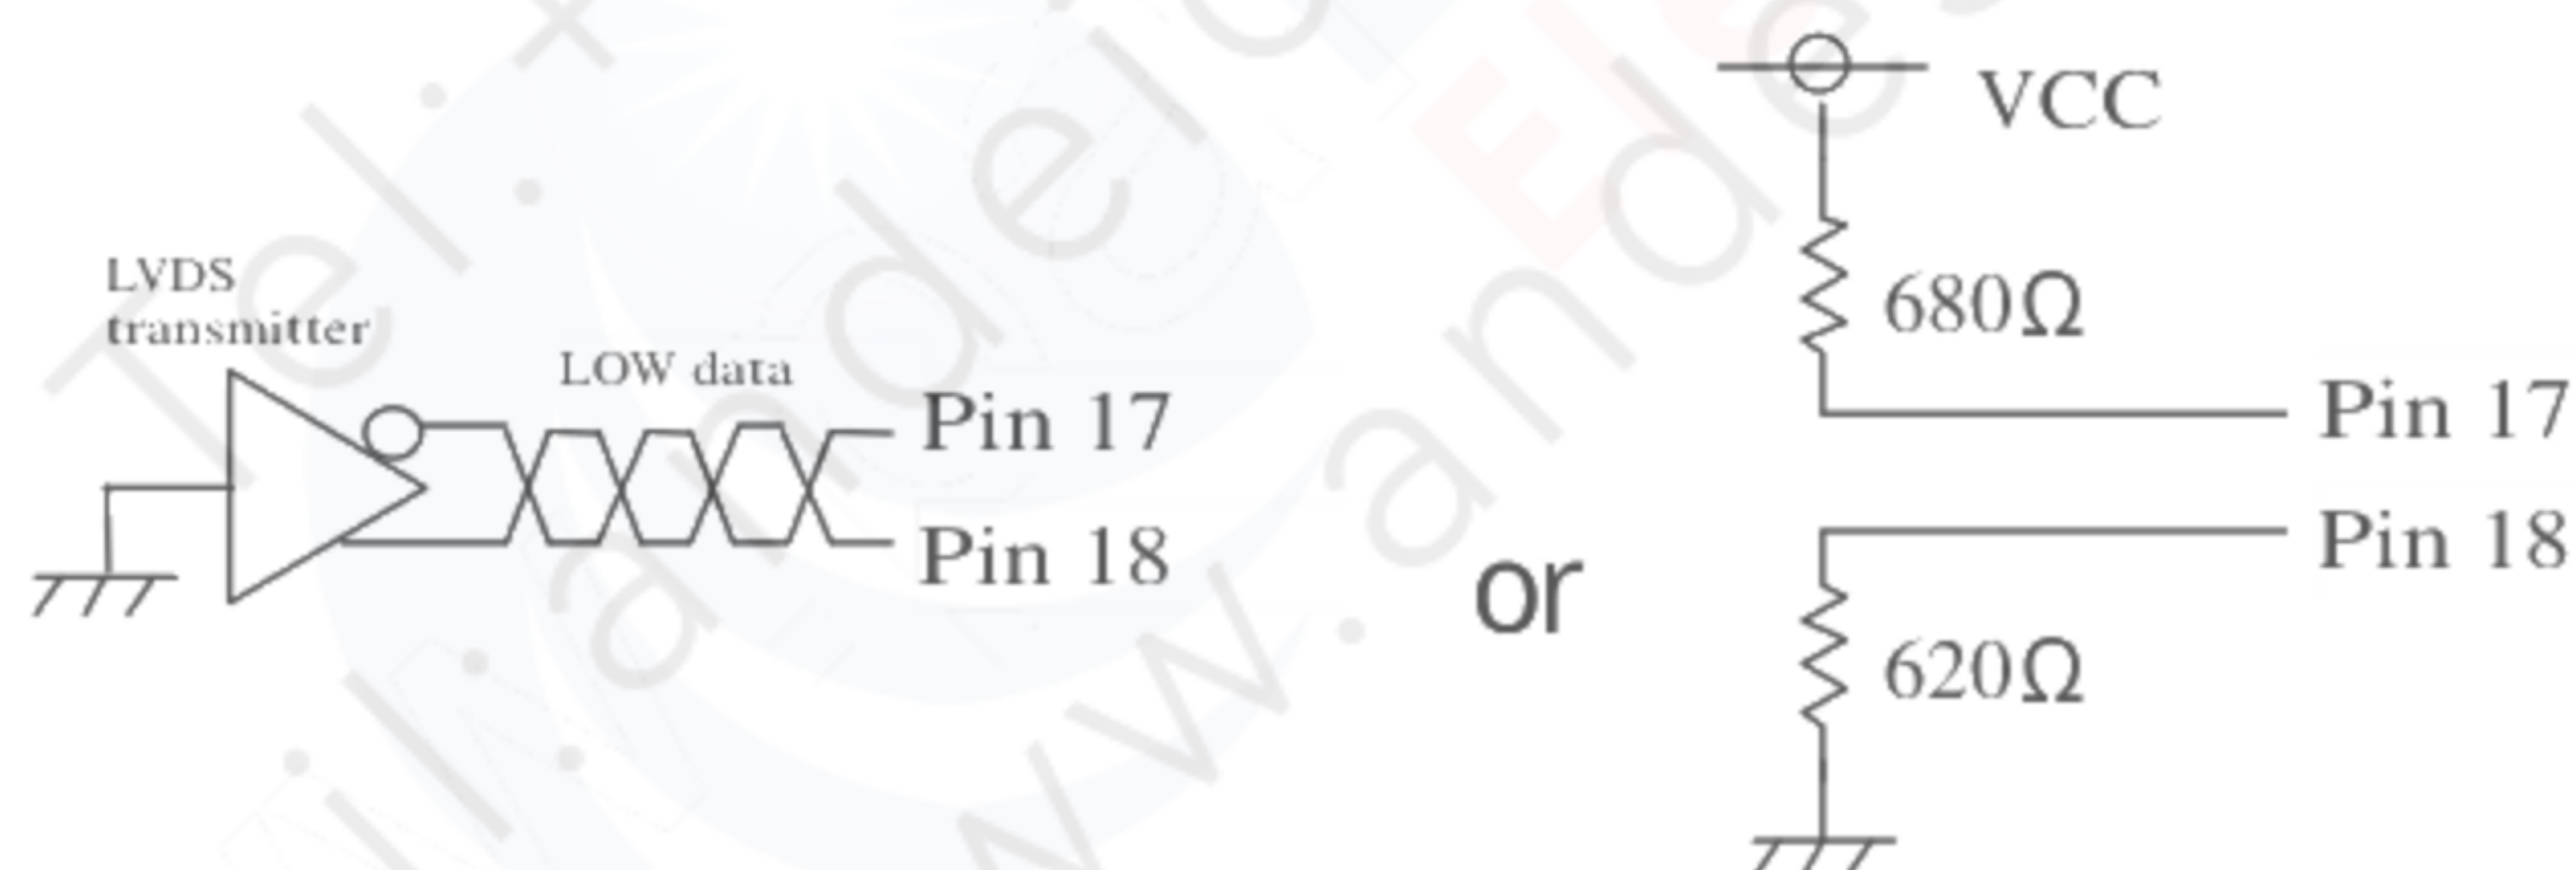 VCC
LVDS
transmitter
680Ω
LOW data
Pin 17
Pin 17
Pin 18
Pin 18
or
620Ω